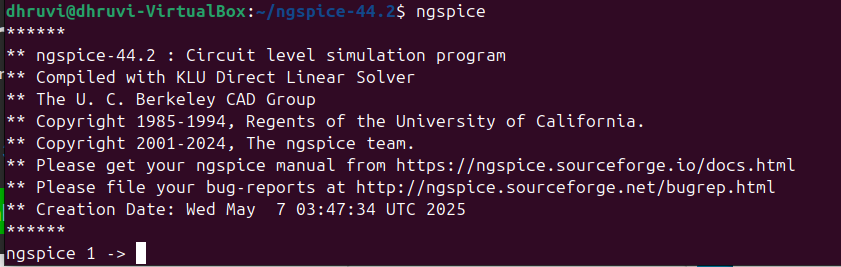 dhruvi@dhruvi-VirtualBox:~/ngspice-44.2$ ngspice
******
** ngspice-44.2 : Circuit level simulation program
** Compiled with KLU Direct Linear Solver
** The U. C. Berkeley CAD Group
** Copyright 1985-1994, Regents of the University of California.
** Copyright 2001-2024, The ngspice team.
** Please get your ngspice manual from https://ngspice.sourceforge.io/docs.html
** Please file your bug-reports at http://ngspice.sourceforge.net/bugrep.html
** Creation Date: Wed May  7 03:47:34 UTC 2025
******
ngspice 1 ->